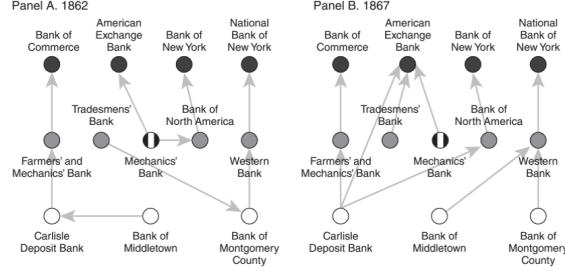 Panel A. 1862
Bank of
Commerce
American
Exchange
Bank
Bank of
New York
National
Bank of
New York
Tradesmens'
Bank
Bank of
North America
Farmers' and
Mechanics' Bank
Mechanics'
Bank
Western
Bank
Carlisle
Deposit Bank
Bank of
Middletown
Bank of
Montgomery
County
Panel B. 1867
Bank of
Commerce
American
Exchange
Bank
Bank of
New York
National
Bank of
New York
Tradesmens'
Bank
Bank of
North America
Farmers' and
Mechanics' Bank
Mechanics'
Bank
Western
Bank
Carlisle
Deposit Bank
Bank of
Middletown
Bank of
Montgomery
County